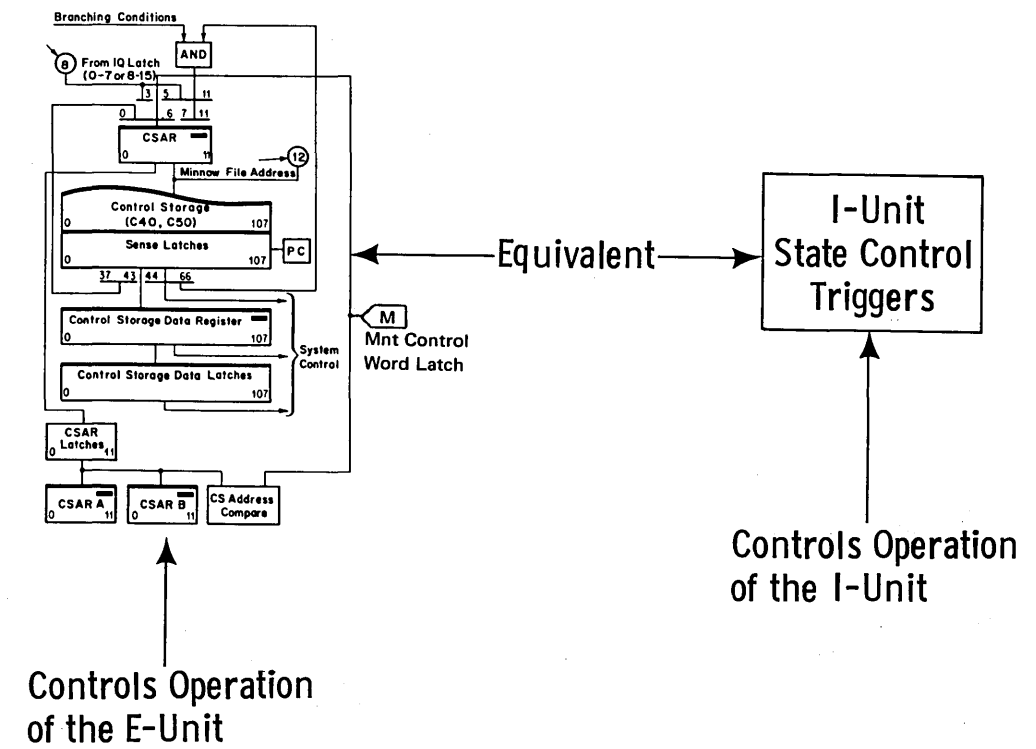 Branching Conditions
AND
8
From IQ Latch
(0-7 or 8-15)
3 5 11
0 6 7 11
CSAR
0 11
12
Minnow File Address
Control Storage
(C40, C50)
0 107
Sense Latches
0 107
PC
37 43 44 66
Control Storage Data Register
0 107
System
Control
Control Storage Data Latches
0 107
M
Mnt Control
Word Latch
CSAR
Latches
0 11
CSAR A
0 11
CSAR B
0 11
CS Address
Compare
Equivalent
I-Unit
State Control
Triggers
Controls Operation
of the I-Unit
Controls Operation
of the E-Unit